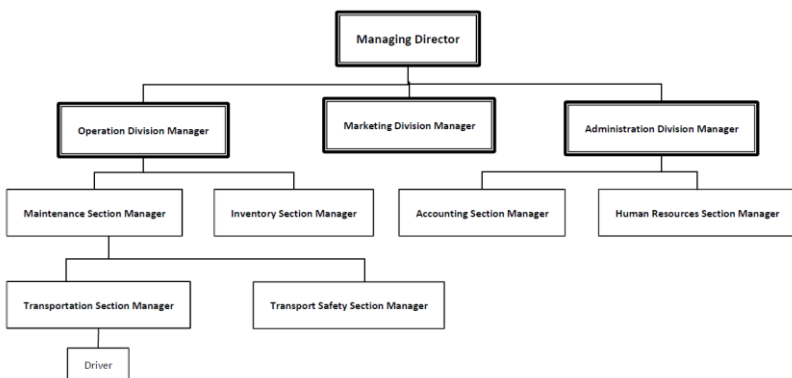 Managing Director
Operation Division Manager
Marketing Division Manager
Administration Division Manager
Maintenance Section Manager
Inventory Section Manager
Accounting Section Manager
Human Resources Section Manager
Transportation Section Manager
Transport Safety Section Manager
Driver